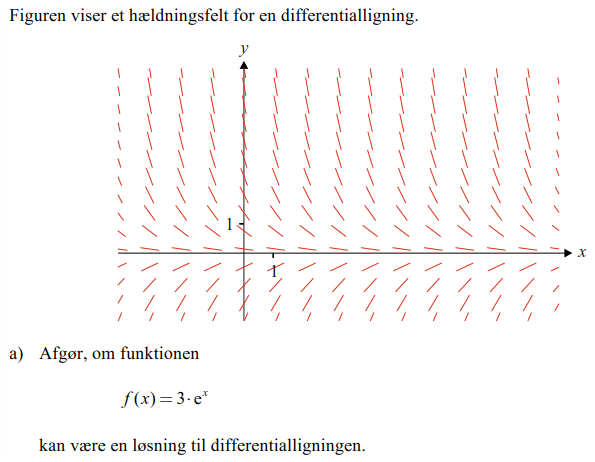 Figuren viser et hældningsfelt for en differentialligning.
y
1
x
1
a) Afgør, om funktionen
f(x) = 3·eˣ
kan være en løsning til differentialligningen.